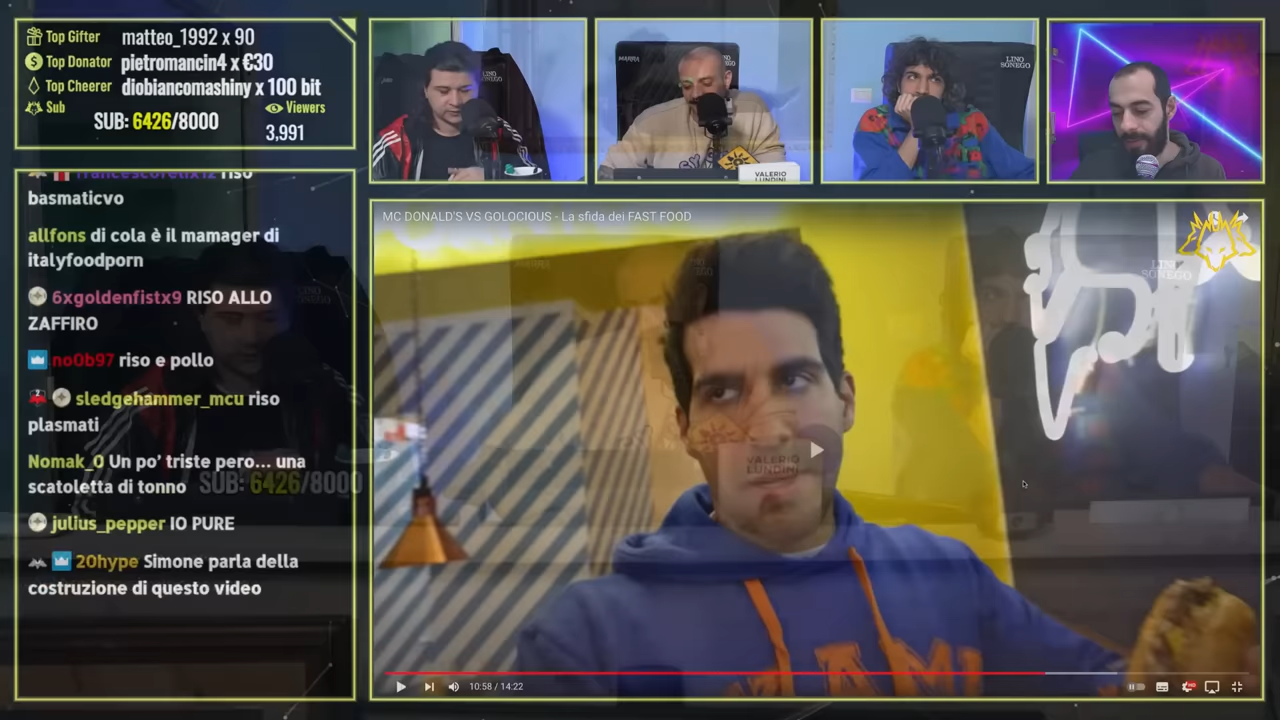 Top Gifter matteo_1992 x 90
Top Donator pietromancin4 x €30
Top Cheerer diobiancomashiny x 100 bit
Sub
Viewers
SUB: 6426/8000
3,991
francescofelix12 riso
basmaticvo
allfons di cola è il mamager di
italyfoodporn
6xgoldenfistx9 RISO ALLO
ZAFFIRO
no0b97 riso e pollo
sledgehammer_mcu riso
plasmati
Nomak_0 Un po' triste pero... una
scatoletta di tonno
SUB: 6426/8000
julius_pepper IO PURE
20hype Simone parla della
costruzione di questo video
LINO
SONEGO
MARRA
VALERIO
LUNDINI
LINO
SONEGO
MC DONALD'S VS GOLOCIOUS - La sfida dei FAST FOOD
LINO
SONEGO
VALERIO
LUNDINI
10:58 / 14:22